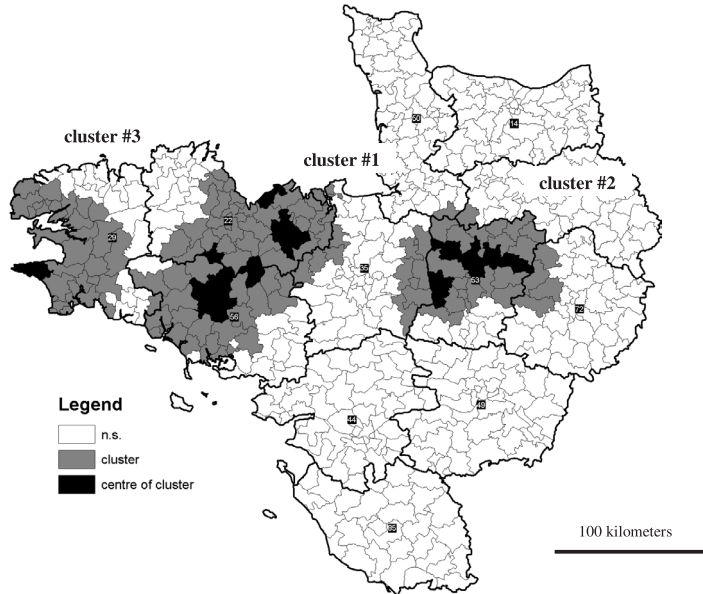 50
14
cluster #3
cluster #1
cluster #2
22
29
35
53
72
56
Legend
n.s.
cluster
centre of cluster
44
49
85
100 kilometers